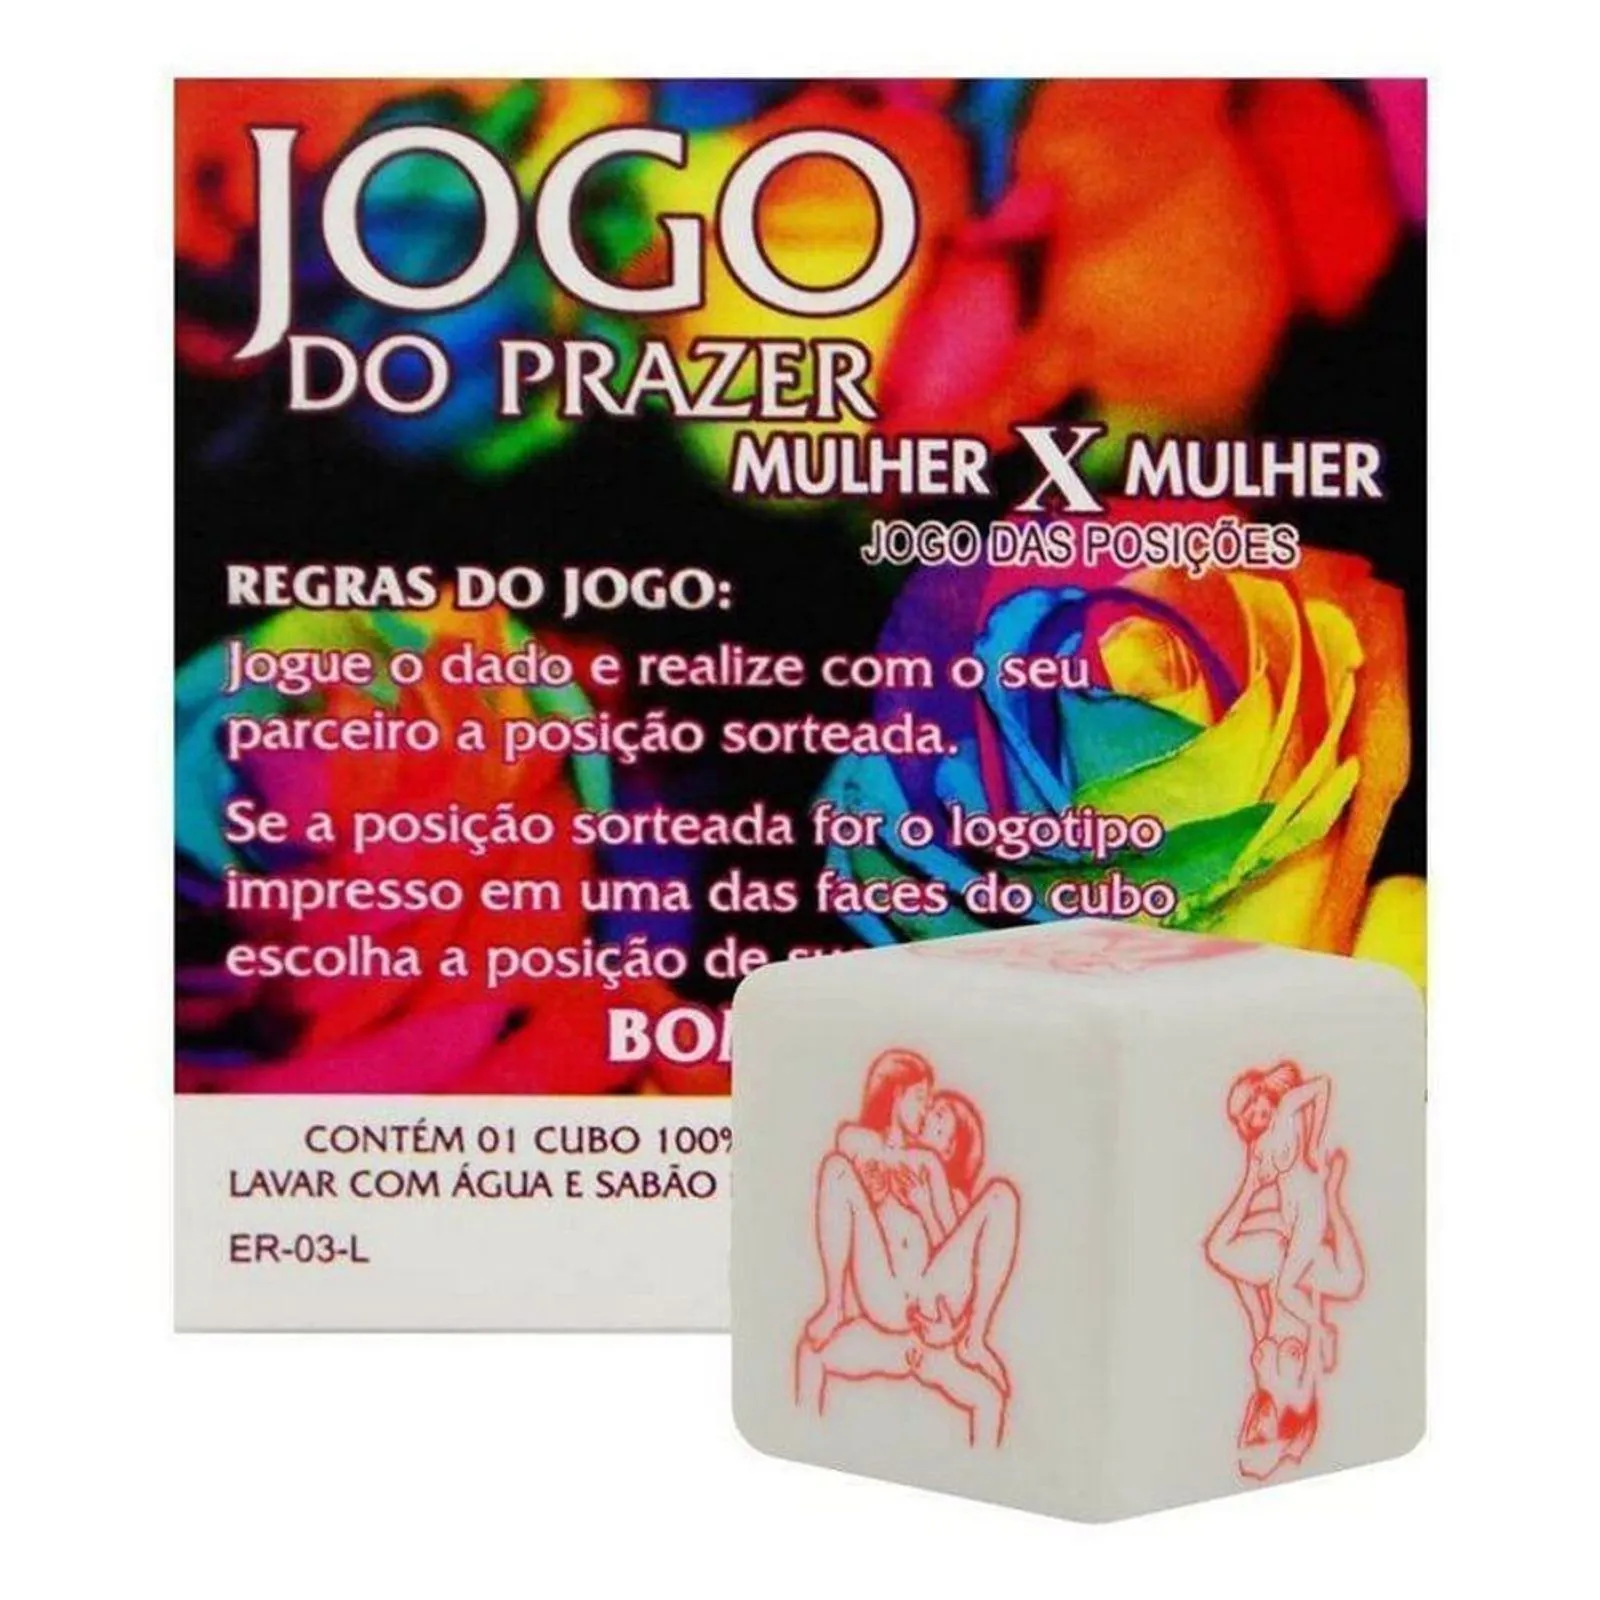 JOGO
DO PRAZER
MULHER X MULHER
JOGO DAS POSIÇÕES
REGRAS DO JOGO:
Jogue o dado e realize com o seu
parceiro a posição sorteada.
Se a posição sorteada for o logotipo
impresso em uma das faces do cubo
escolha a posição de
CONTÉM 01 CUBO 100%
LAVAR COM ÁGUA E SABÃO
ER-03-L